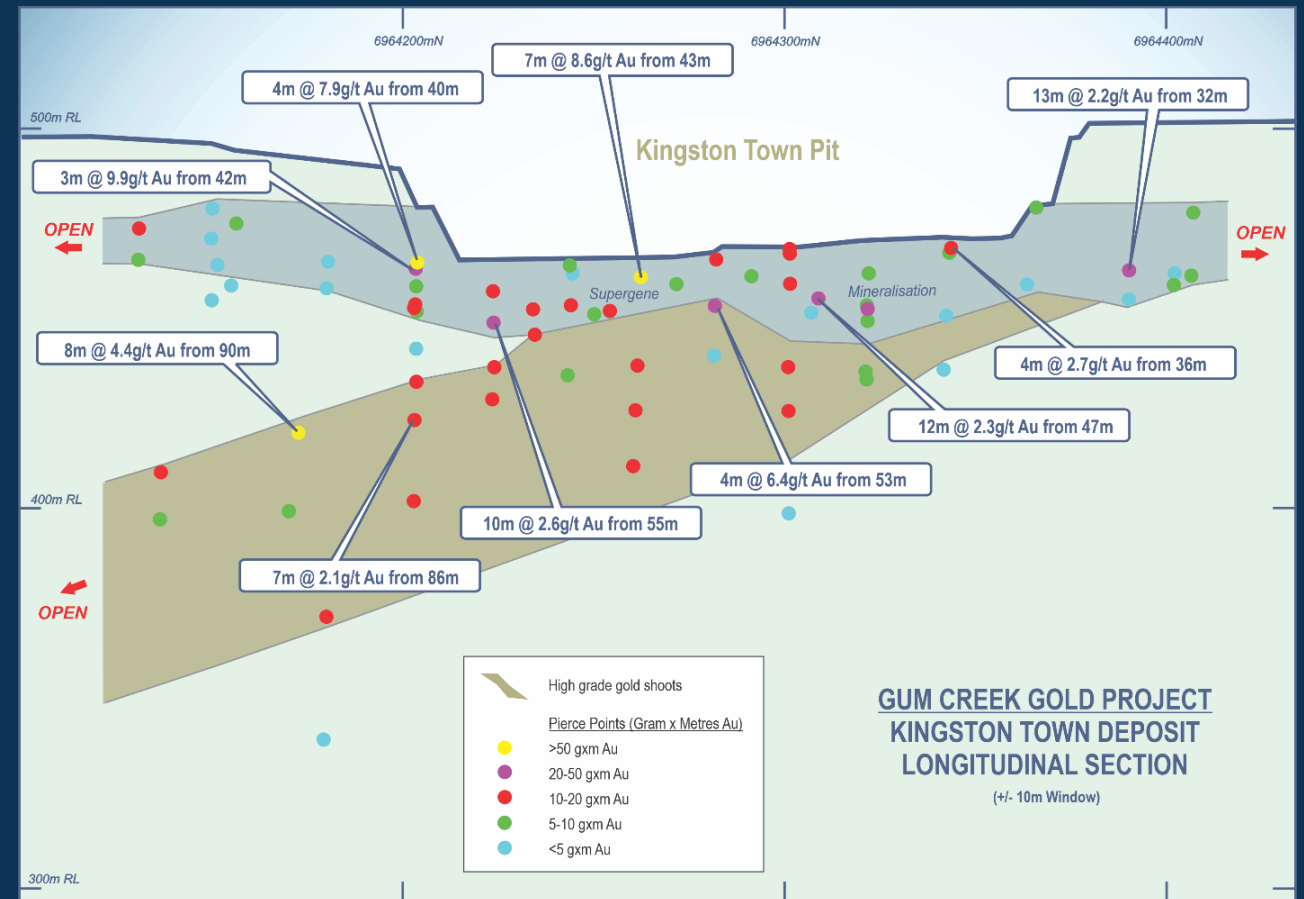 6964200mN
6964300mN
6964400mN
7m @ 8.6g/t Au from 43m
4m @ 7.9g/t Au from 40m
13m @ 2.2g/t Au from 32m
500m RL
Kingston Town Pit
3m @ 9.9g/t Au from 42m
OPEN
OPEN
Supergene
Mineralisation
8m @ 4.4g/t Au from 90m
4m @ 2.7g/t Au from 36m
12m @ 2.3g/t Au from 47m
4m @ 6.4g/t Au from 53m
400m RL
10m @ 2.6g/t Au from 55m
7m @ 2.1g/t Au from 86m
OPEN
High grade gold shoots
Pierce Points (Gram x Metres Au)
>50 gxm Au
20-50 gxm Au
10-20 gxm Au
5-10 gxm Au
<5 gxm Au
GUM CREEK GOLD PROJECT
KINGSTON TOWN DEPOSIT
LONGITUDINAL SECTION
(+/- 10m Window)
300m RL